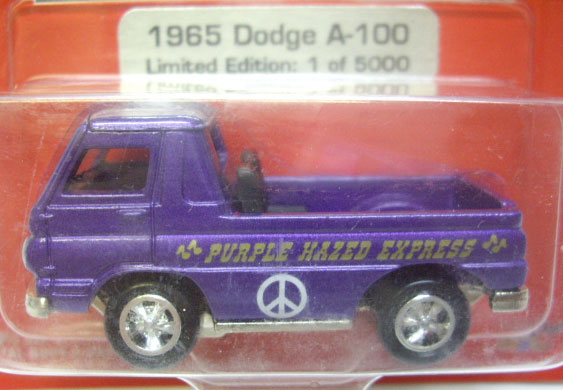 1965 Dodge A-100
Limited Edition: 1 of 5000
PURPLE HAZED EXPRESS